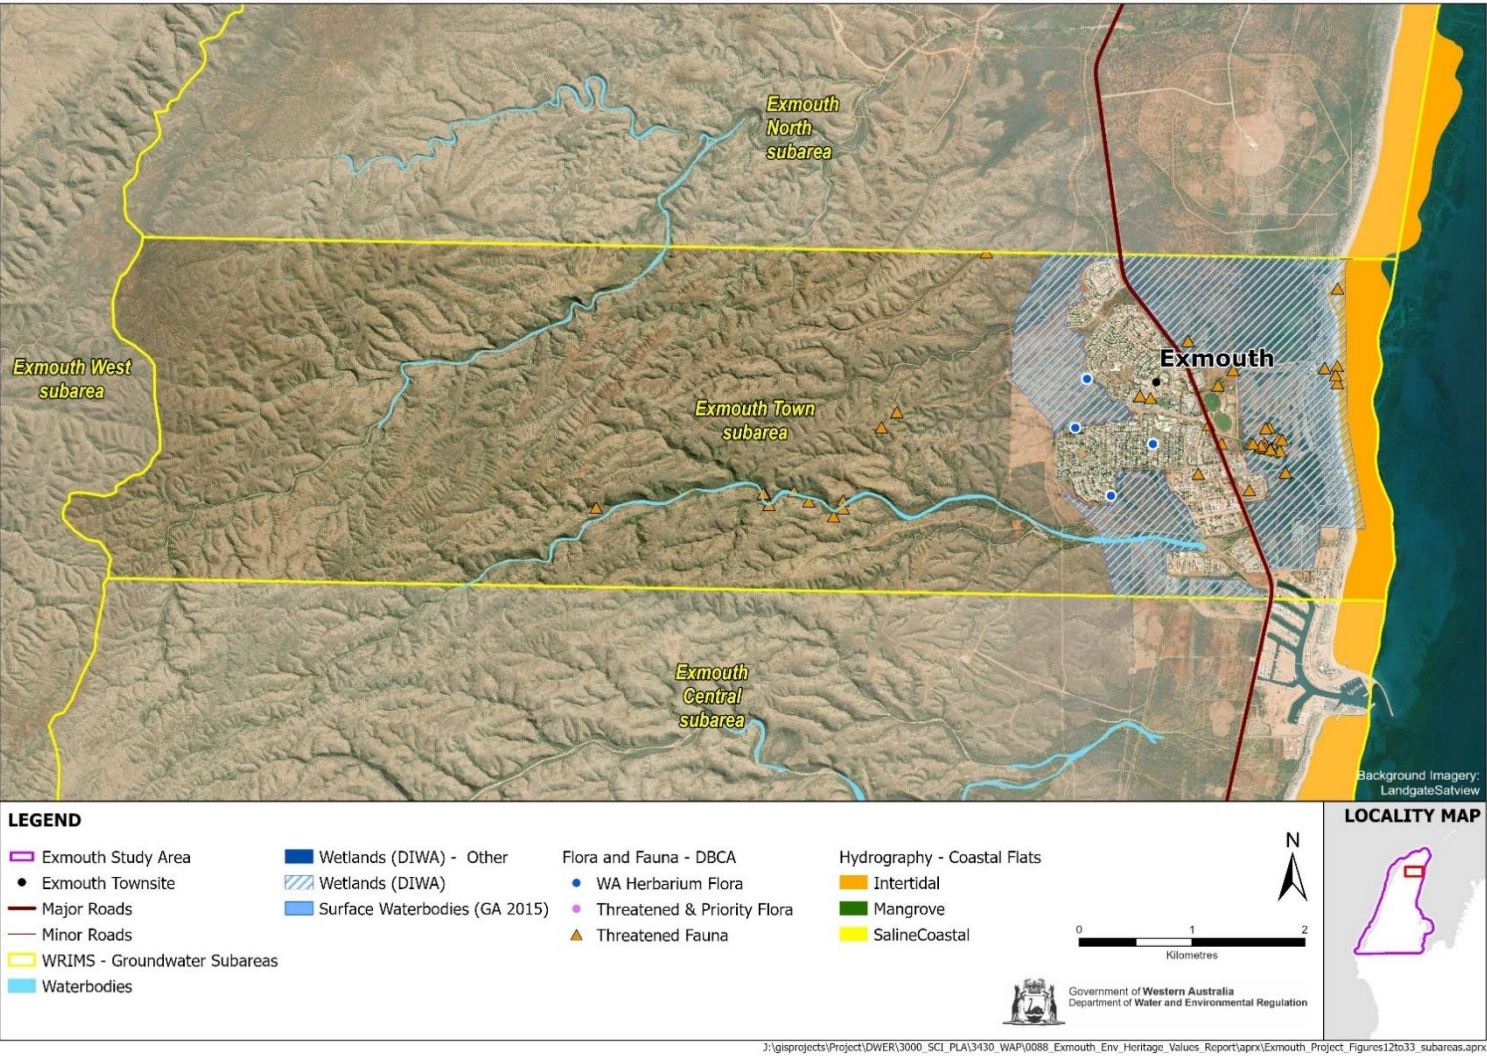 Exmouth
North
subarea
Exmouth West
subarea
Exmouth
Exmouth Town
subarea
Exmouth
Central
subarea
Background Imagery:
LandgateSatview
LEGEND
Exmouth Study Area
Exmouth Townsite
Major Roads
Minor Roads
WRIMS - Groundwater Subareas
Waterbodies
Wetlands (DIWA) - Other
Wetlands (DIWA)
Surface Waterbodies (GA 2015)
Flora and Fauna - DBCA
WA Herbarium Flora
Threatened & Priority Flora
Threatened Fauna
Hydrography - Coastal Flats
Intertidal
Mangrove
SalineCoastal
N
0 1 2
Kilometres
Government of Western Australia
Department of Water and Environmental Regulation
LOCALITY MAP
J:\gisprojects\Project\DWER\3000_SCI_PLA\3430_WAP\0088_Exmouth_Env_Heritage_Values_Report\aprx\Exmouth_Project_Figures12to33_subareas.aprx